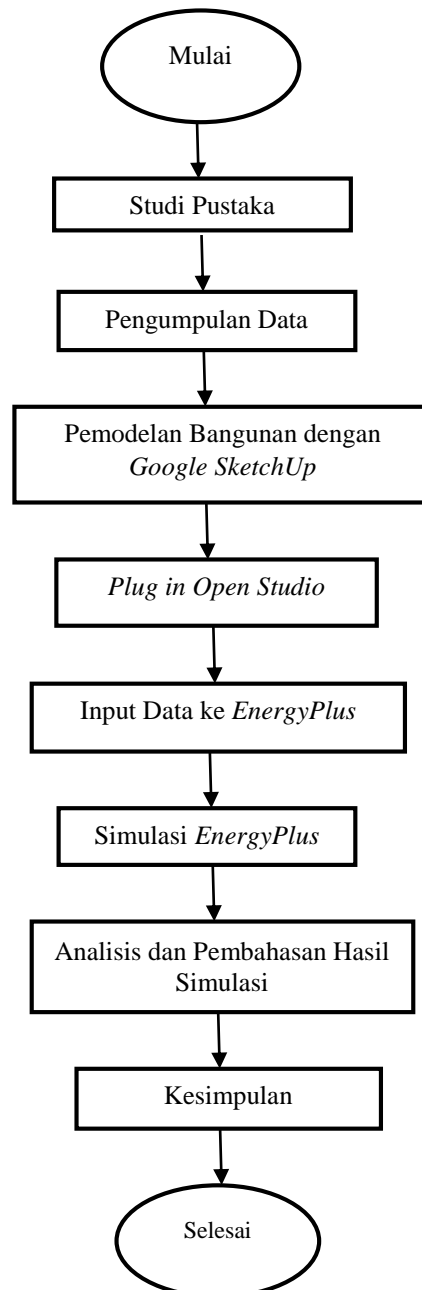 Mulai
Studi Pustaka
Pengumpulan Data
Pemodelan Bangunan dengan
Google SketchUp
Plug in Open Studio
Input Data ke EnergyPlus
Simulasi EnergyPlus
Analisis dan Pembahasan Hasil
Simulasi
Kesimpulan
Selesai